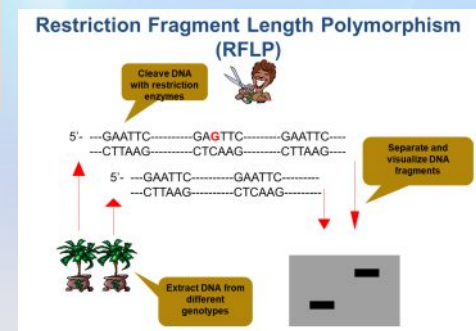 Restriction Fragment Length Polymorphism
(RFLP)
Cleave DNA
with restriction
enzymes
5'- ---GAATTC----------GAGTTC---------GAATTC----
---CTTAAG----------CTCAAG---------CTTAAG-----
5'- ---GAATTC----------GAATTC---------
---CTTAAG----------CTCAAG---------
Separate and
visualize DNA
fragments
Extract DNA from
different
genotypes